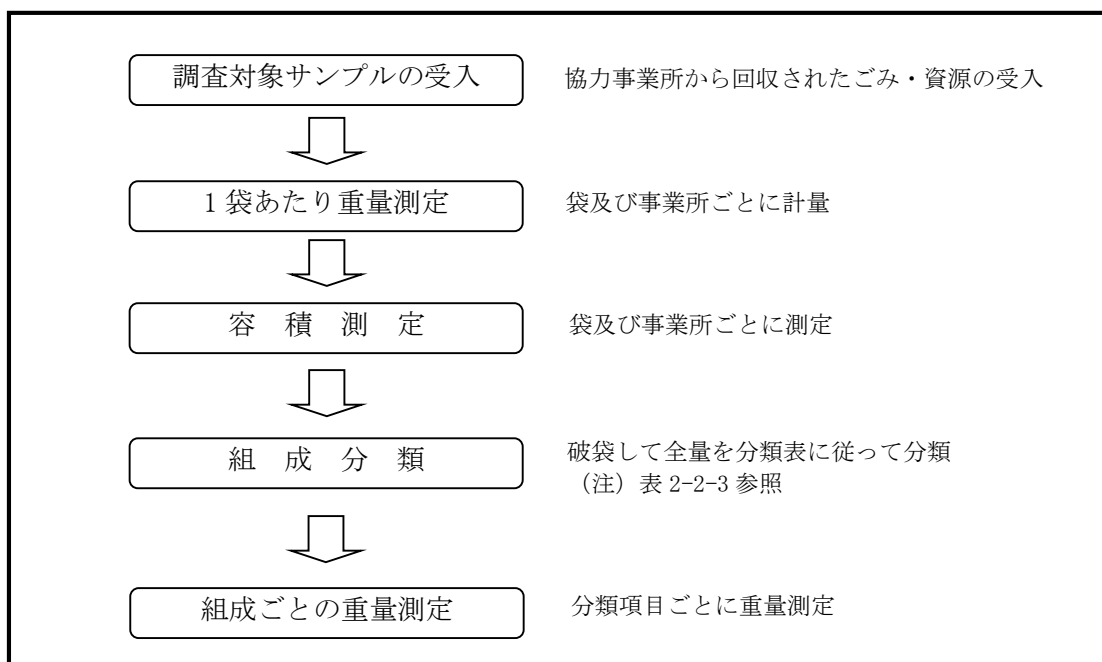 調査対象サンプルの受入
協力事業所から回収されたごみ・資源の受入
1袋あたり重量測定
袋及び事業所ごとに計量
容 積 測 定
袋及び事業所ごとに測定
組 成 分 類
破袋して全量を分類表に従って分類
（注）表 2-2-3 参照
組成ごとの重量測定
分類項目ごとに重量測定